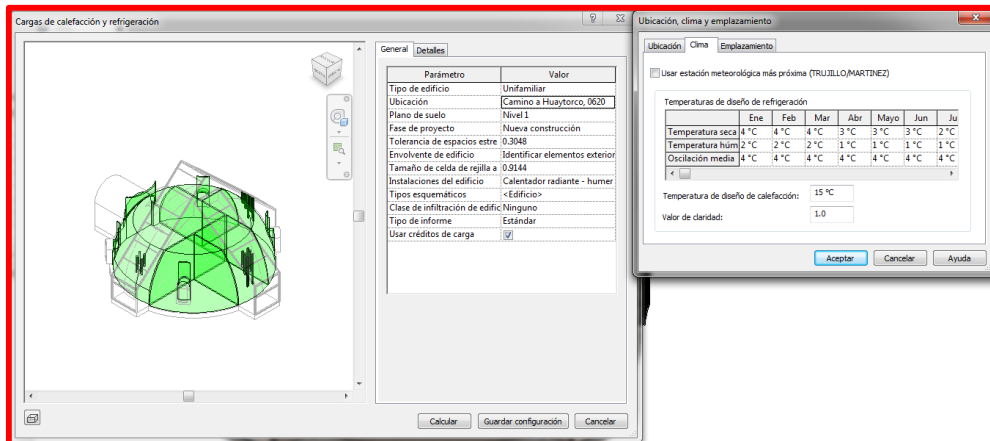 Cargas de calefacción y refrigeración
General Detalles
Parámetro Valor
Tipo de edificio Unifamiliar
Ubicación Camino a Huaytorco, 0620
Plano de suelo Nivel 1
Fase de proyecto Nueva construcción
Tolerancia de espacios estre 0.3048
Envolvente de edificio Identificar elementos exterior
Tamaño de celda de rejilla a 0.9144
Instalaciones del edificio Calentador radiante - humer
Tipos esquemáticos <Edificio>
Clase de infiltración de edific Ninguno
Tipo de informe Estándar
Usar créditos de carga
Calcular Guardar configuración Cancelar
Ubicación, clima y emplazamiento
Ubicación Clima Emplazamiento
Usar estación meteorológica más próxima (TRUJILLO/MARTINEZ)
Temperaturas de diseño de refrigeración
Ene Feb Mar Abr Mayo Jun Ju
Temperatura seca 4 °C 4 °C 4 °C 3 °C 3 °C 3 °C 2 °C
Temperatura húm 2 °C 2 °C 2 °C 1 °C 1 °C 1 °C 1 °C
Oscilación media 4 °C 4 °C 4 °C 4 °C 4 °C 4 °C 4 °C
Temperatura de diseño de calefacción: 15 °C
Valor de claridad: 1.0
Aceptar Cancelar Ayuda